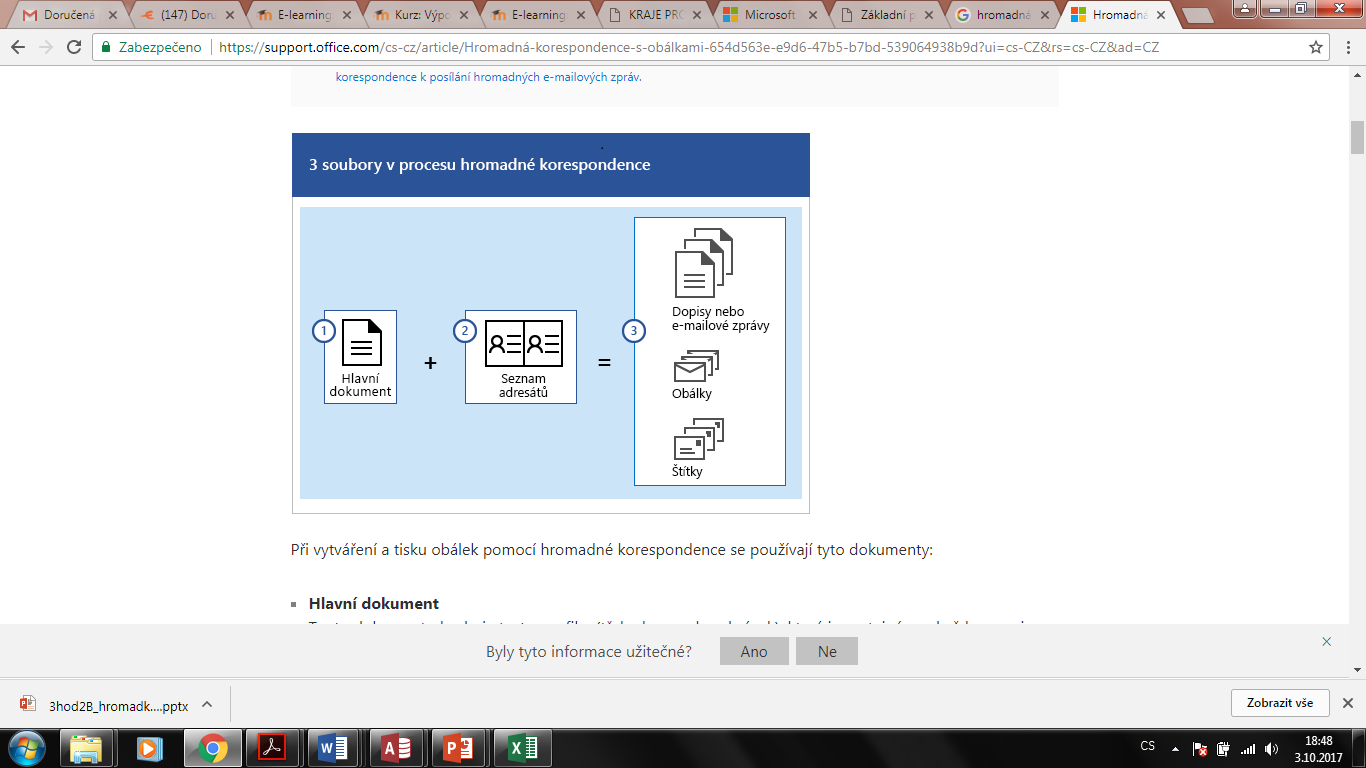 Doručená
(147) Doru
E-learning
Kurz: Výpo
E-learning
KRAJE PRO
Microsoft
Základní p
hromadná
Hromadná
Zabezpečeno
https://support.office.com/cs-cz/article/Hromadná-korespondence-s-obálkami-654d563e-e9d6-47b5-b7bd-539064938b9d?ui=cs-CZ&rs=cs-CZ&ad=CZ
korespondence k posílání hromadných e-mailových zpráv.
3 soubory v procesu hromadné korespondence
1
Hlavní
dokument
+
2
Seznam
adresátů
=
3
Dopisy nebo
e-mailové zprávy
Obálky
Štítky
Při vytváření a tisku obálek pomocí hromadné korespondence se používají tyto dokumenty:
Hlavní dokument
Byly tyto informace užitečné?
Ano
Ne
3hod2B_hromadk....pptx
Zobrazit vše
CS
18:48
3.10.2017